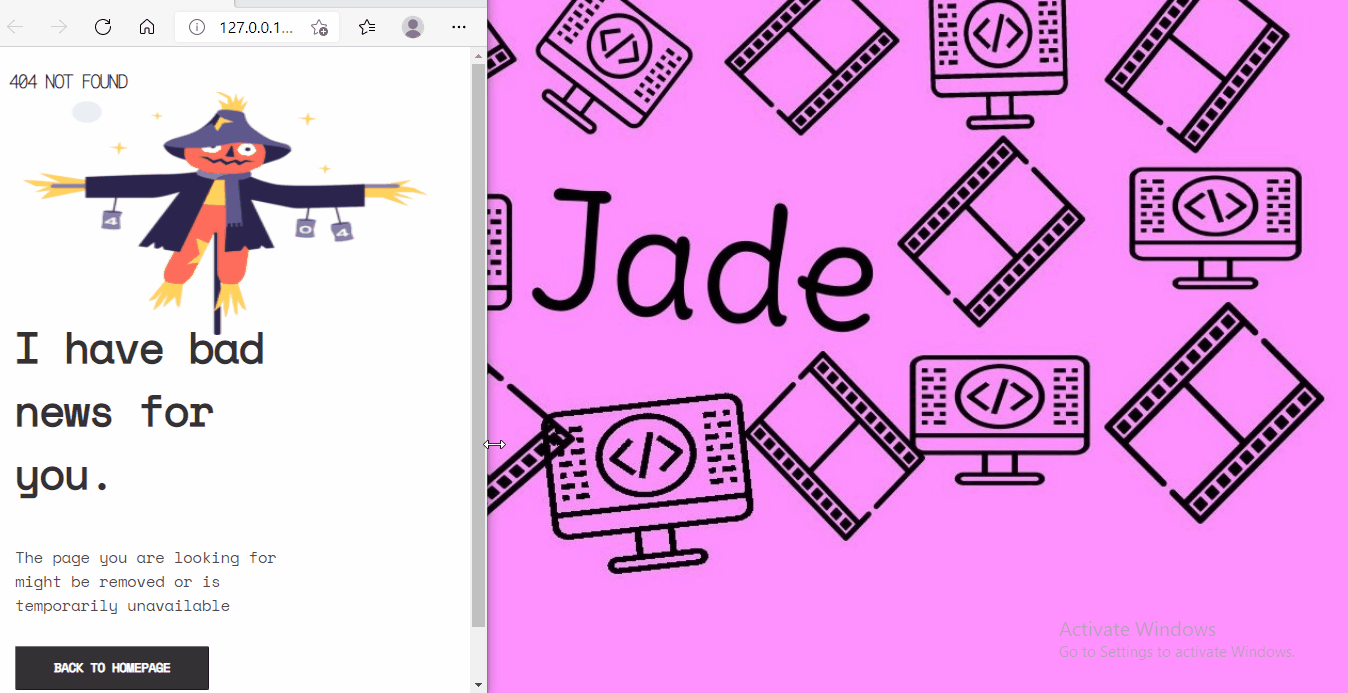 127.0.0.1...
404 NOT FOUND
4
0
4
I have bad
news for
you.
The page you are looking for
might be removed or is
temporarily unavailable
BACK TO HOMEPAGE
</>
</>
Jade
</>
</>
</>
Activate Windows
Go to Settings to activate Windows.